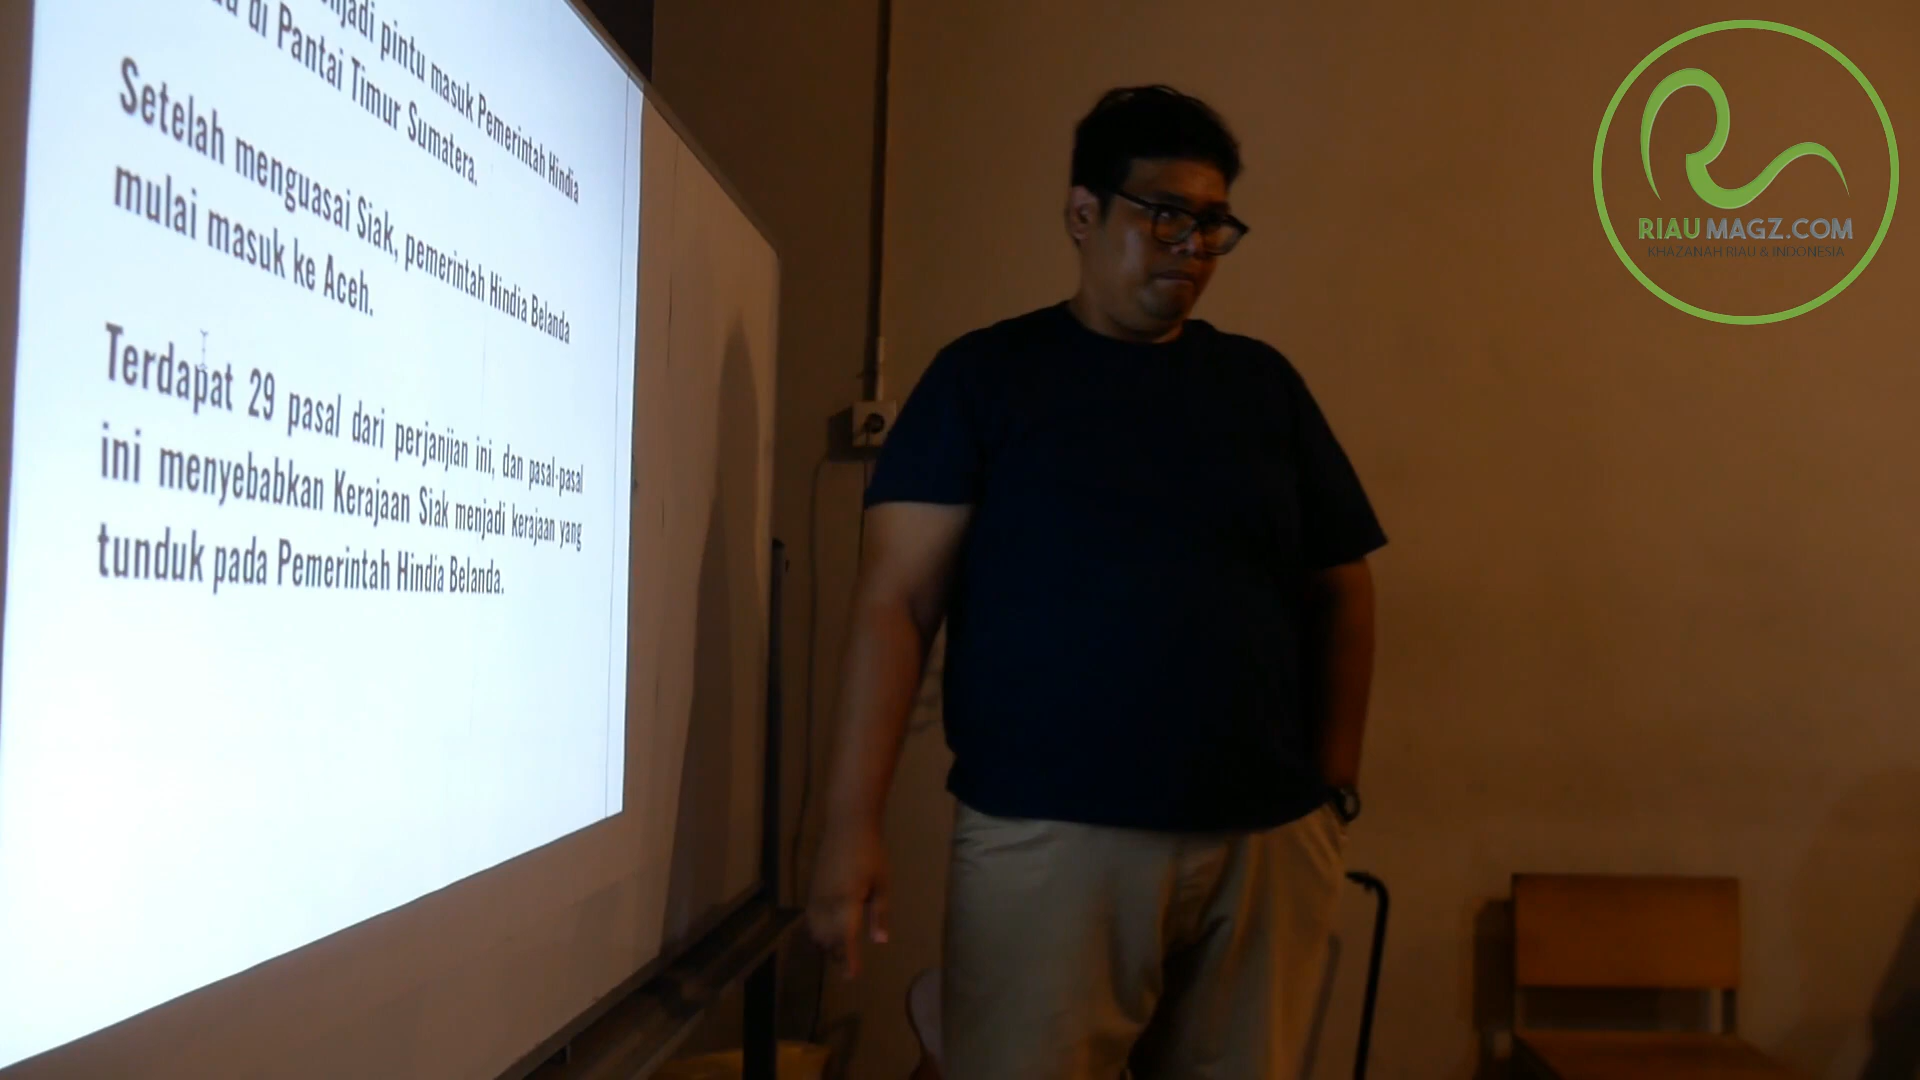 pintu masuk Pemerintah Hindia
di Pantai Timur Sumatera.
Setelah menguasai Siak, pemerintah Hindia Belanda
mulai masuk ke Aceh.
Terdapat 29 pasal dari perjanjian ini, dan pasal-pasal
ini menyebabkan Kerajaan Siak menjadi kerajaan yang
tunduk pada Pemerintah Hindia Belanda.
RIAUMAGZ.COM
KHAZANAH RIAU & INDONESIA